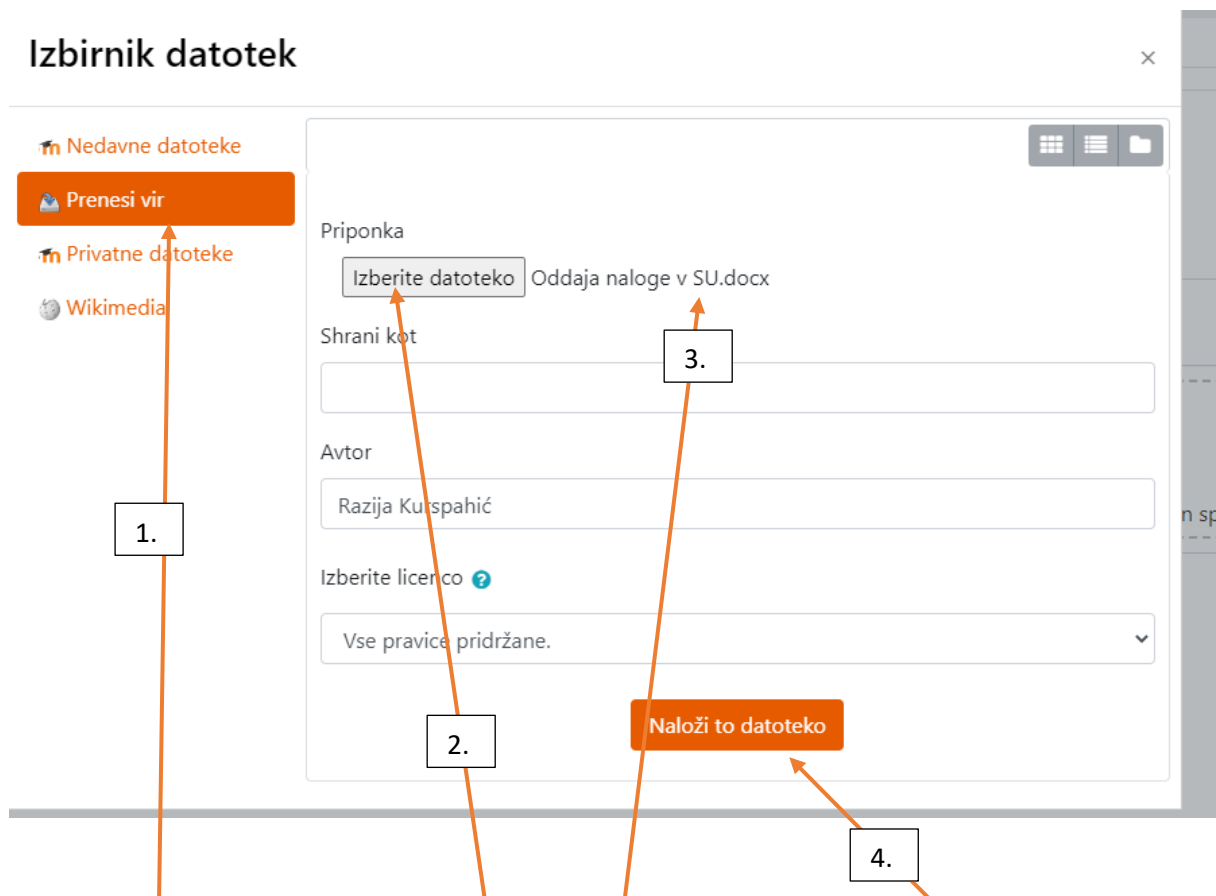 Izbirnik datotek
×
Nedavne datoteke
Prenesi vir
Privatne datoteke
Wikimedia
Priponka
Izberite datoteko Oddaja naloge v SU.docx
Shrani kot
3.
Avtor
Razija Kurspahić
1.
n sp
Izberite licenco ?
Vse pravice pridržane.
Naloži to datoteko
2.
4.